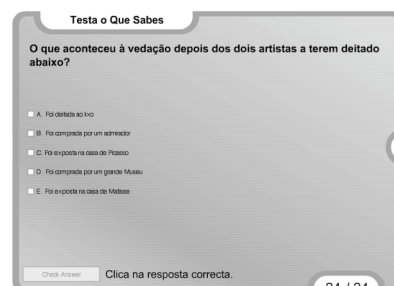 Testa o Que Sabes
O que aconteceu à vedação depois dos dois artistas a terem deitado
abaixo?
A. Foi deitada ao lixo
B. Foi comprada por um admirador
C. Foi exposta na casa de Picasso
D. Foi comprada por um grande Museu
E. Foi exposta na casa de Matisse
Check Answer
Clica na resposta correcta.
24 / 24